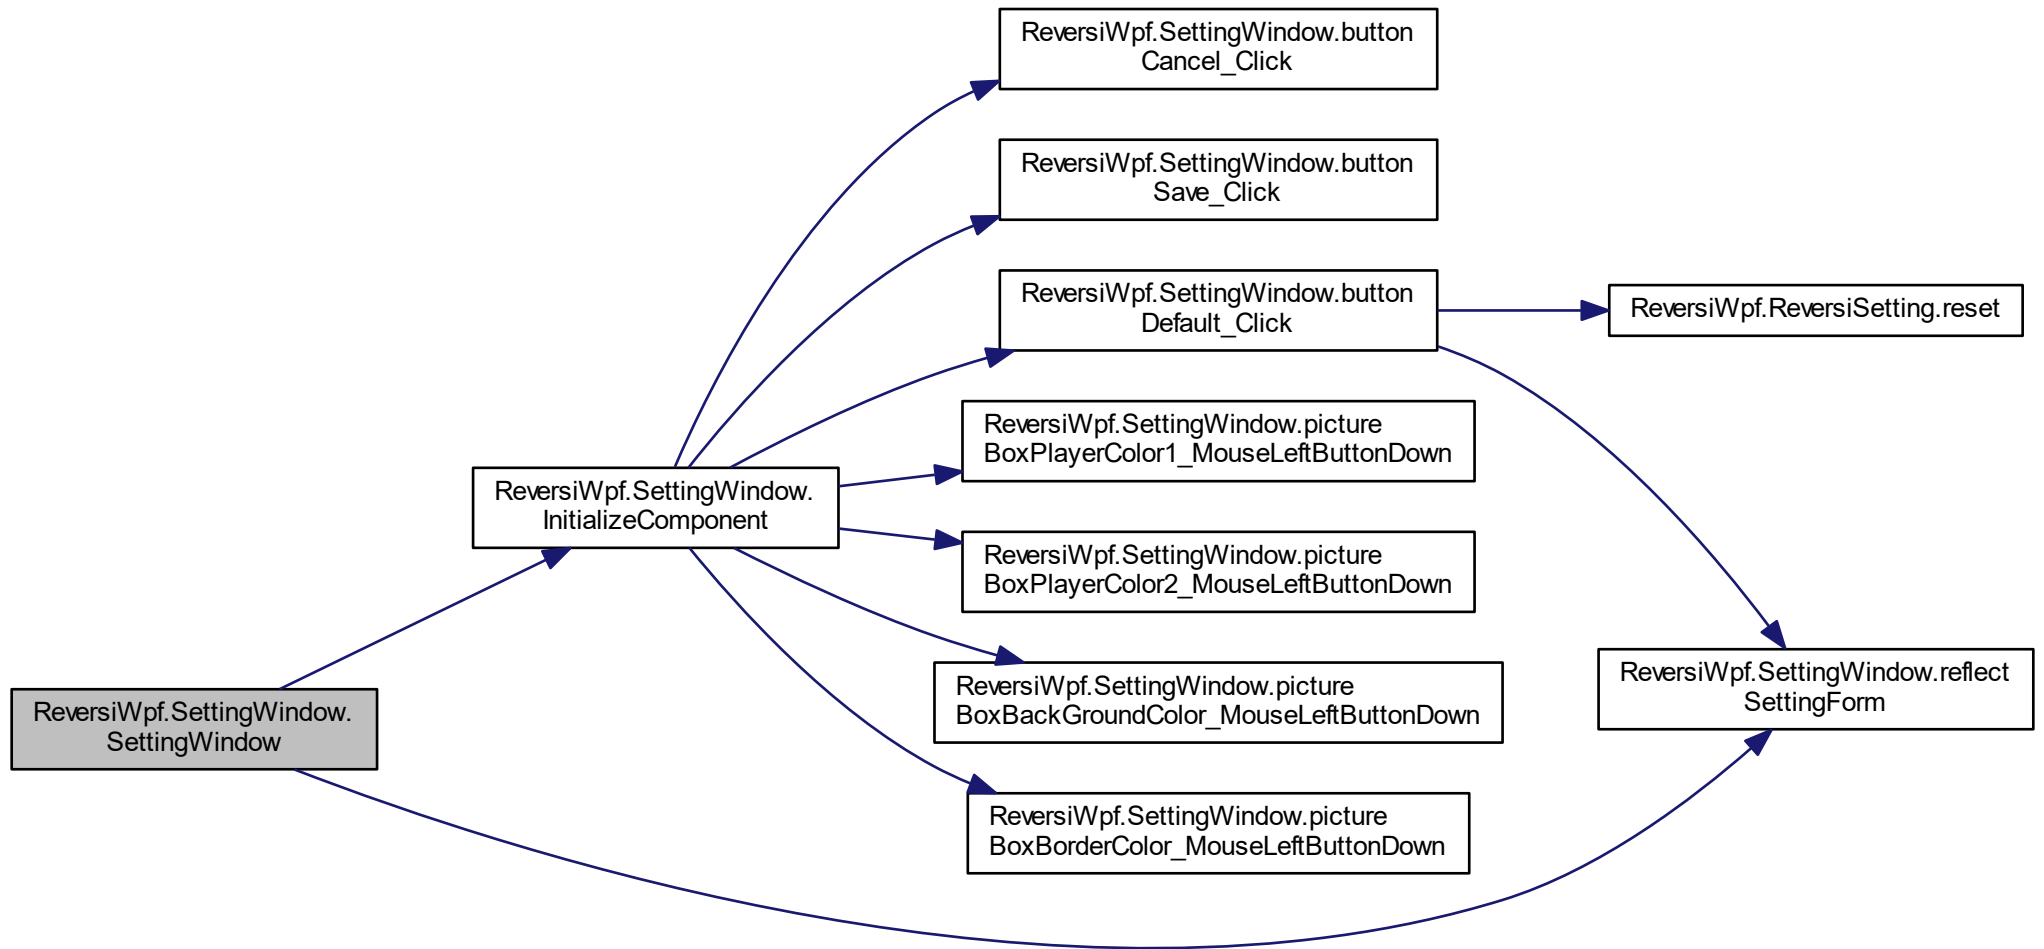 ReversiWpf.SettingWindow.button
Cancel_Click
ReversiWpf.SettingWindow.button
Save_Click
ReversiWpf.SettingWindow.button
Default_Click
ReversiWpf.ReversiSetting.reset
ReversiWpf.SettingWindow.picture
BoxPlayerColor1_MouseLeftButtonDown
ReversiWpf.SettingWindow.
InitializeComponent
ReversiWpf.SettingWindow.picture
BoxPlayerColor2_MouseLeftButtonDown
ReversiWpf.SettingWindow.picture
BoxBackGroundColor_MouseLeftButtonDown
ReversiWpf.SettingWindow.reflect
SettingForm
ReversiWpf.SettingWindow.
SettingWindow
ReversiWpf.SettingWindow.picture
BoxBorderColor_MouseLeftButtonDown